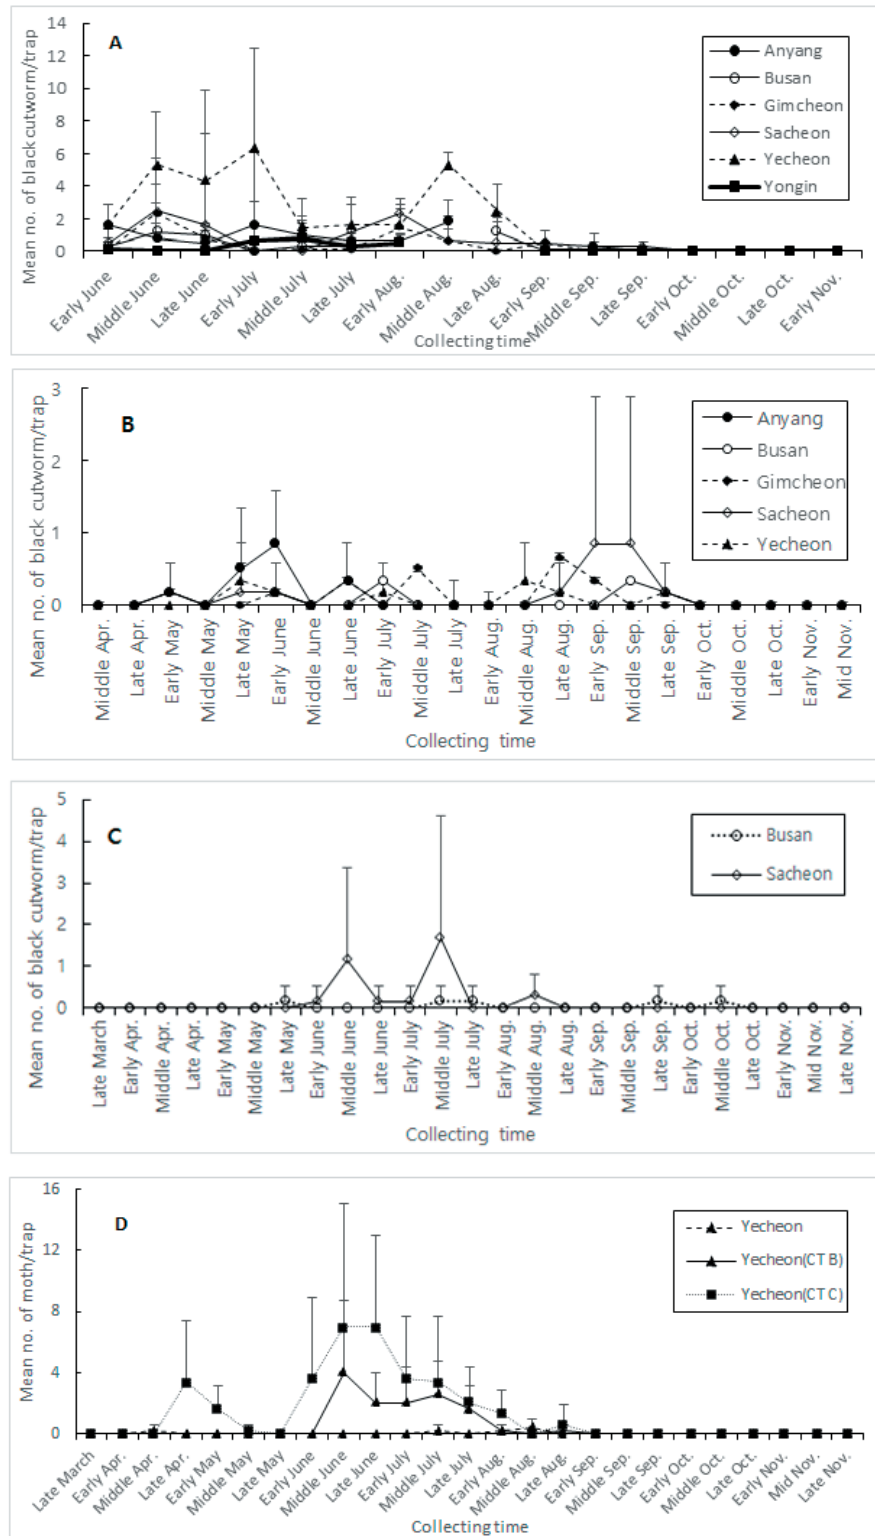 A
Mean no. of black cutworm/trap
14
12
10
8
6
4
2
0
Anyang
Busan
Gimcheon
Sacheon
Yecheon
Yongin
Early June
Middle June
Late June
Early July
Middle July
Late July
Early Aug.
Middle Aug.
Late Aug.
Early Sep.
Middle Sep.
Late Sep.
Early Oct.
Middle Oct.
Late Oct.
Early Nov.
Collecting time
B
Mean no. of black cutworm/trap
3
2
1
0
Anyang
Busan
Gimcheon
Sacheon
Yecheon
Middle Apr.
Late Apr.
Early May
Middle May
Late May
Early June
Middle June
Late June
Early July
Middle July
Late July
Early Aug.
Middle Aug.
Late Aug.
Early Sep.
Middle Sep.
Late Sep.
Early Oct.
Middle Oct.
Late Oct.
Early Nov.
Mid Nov.
Collecting time
C
Mean no. of black cutworm/trap
5
4
3
2
1
0
Busan
Sacheon
Late March
Early Apr.
Middle Apr.
Late Apr.
Early May
Middle May
Late May
Early June
Middle June
Late June
Early July
Middle July
Late July
Early Aug.
Middle Aug.
Late Aug.
Early Sep.
Middle Sep.
Late Sep.
Early Oct.
Middle Oct.
Late Oct.
Early Nov.
Mid Nov.
Late Nov.
Collecting time
D
Mean no. of moth/trap
16
12
8
4
0
Yecheon
Yecheon(CT B)
Yecheon(CT C)
Late March
Early Apr.
Middle Apr.
Late Apr.
Early May
Middle May
Late May
Early June
Middle June
Late June
Early July
Middle July
Late July
Early Aug.
Middle Aug.
Late Aug.
Early Sep.
Middle Sep.
Late Sep.
Early Oct.
Middle Oct.
Late Oct.
Early Nov.
Mid Nov.
Late Nov.
Collecting time